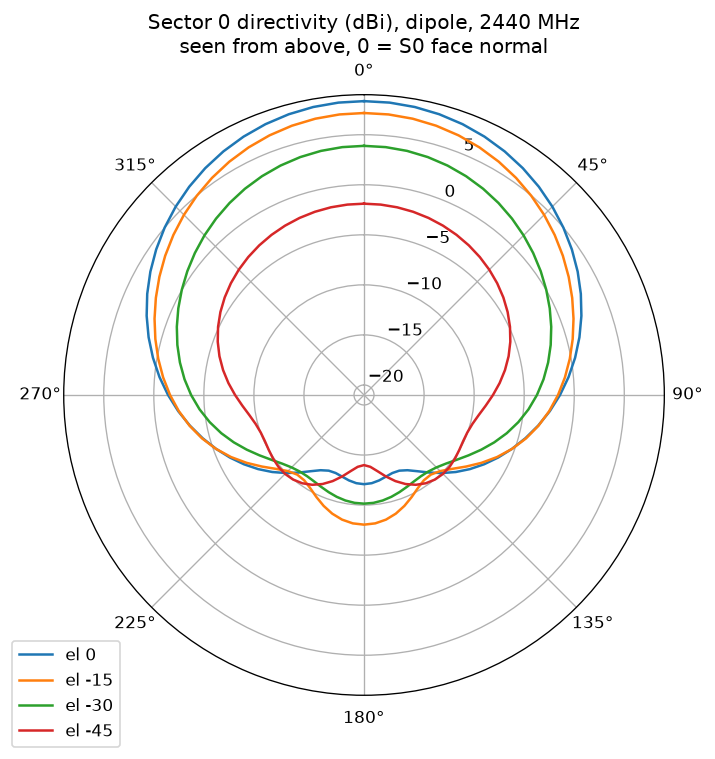 Sector 0 directivity (dBi), dipole, 2440 MHz
seen from above, 0 = S0 face normal
0°
315°
45°
5
0
−5
−10
−15
−20
270°
90°
225°
135°
180°
el 0
el -15
el -30
el -45